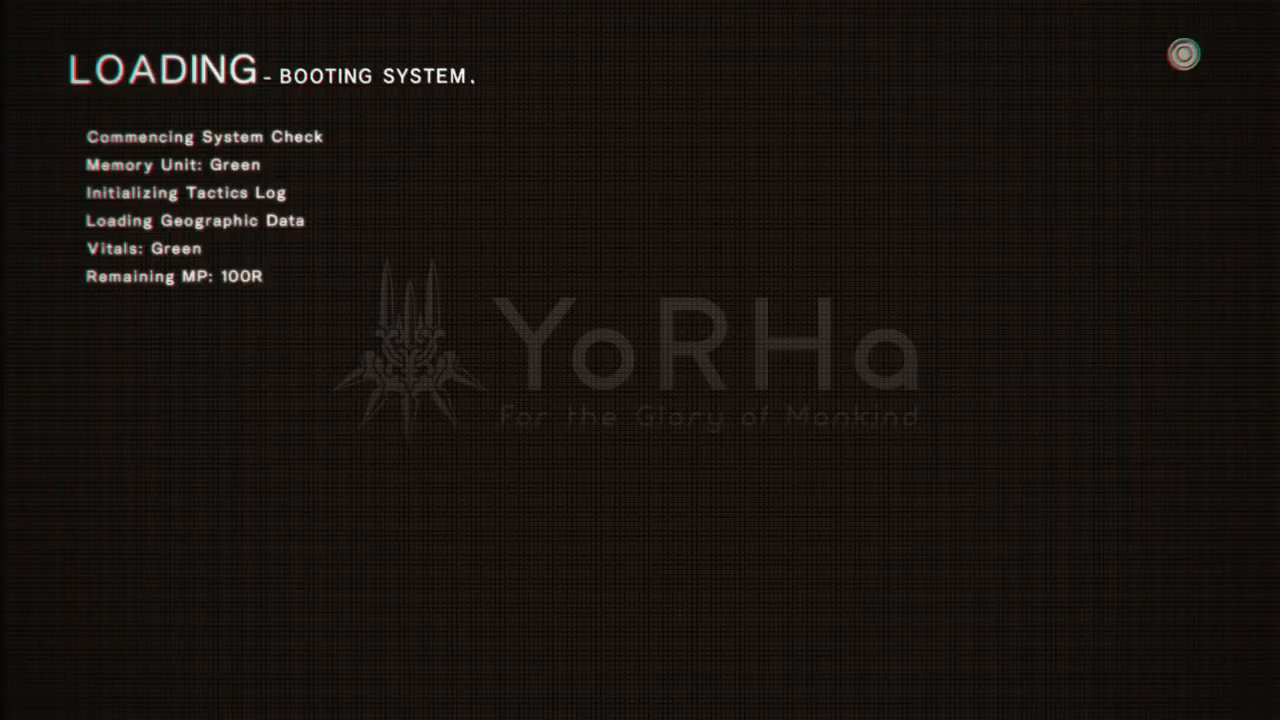 LOADING - BOOTING SYSTEM.
Commencing System Check
Memory Unit: Green
Initializing Tactics Log
Loading Geographic Data
Vitals: Green
Remaining MP: 100R
YoRHa
For the Glory of Mankind